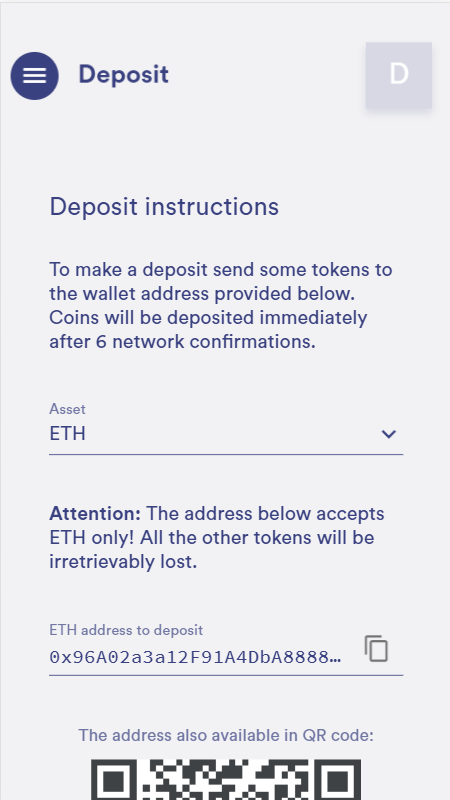 Deposit
D
Deposit instructions
To make a deposit send some tokens to
the wallet address provided below.
Coins will be deposited immediately
after 6 network confirmations.
Asset
ETH
Attention: The address below accepts
ETH only! All the other tokens will be
irretrievably lost.
ETH address to deposit
0x96A02a3a12F91A4DbA8888…
The address also available in QR code: